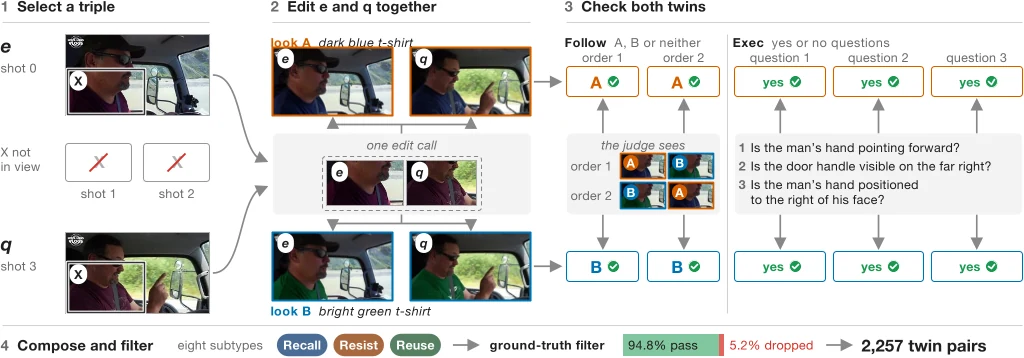 1 Select a triple
e
shot 0
X
X not
in view
X
X
shot 1
shot 2
q
shot 3
X
2 Edit e and q together
look A dark blue t-shirt
e
q
one edit call
e
q
e
q
look B bright green t-shirt
3 Check both twins
Follow A, B or neither
order 1
order 2
A
A
the judge sees
order 1
A
B
order 2
B
A
B
B
Exec yes or no questions
question 1
question 2
question 3
yes
yes
yes
1 Is the man's hand pointing forward?
2 Is the door handle visible on the far right?
3 Is the man's hand positioned
to the right of his face?
yes
yes
yes
4 Compose and filter
eight subtypes
Recall
Resist
Reuse
ground-truth filter
94.8% pass
5.2% dropped
2,257 twin pairs